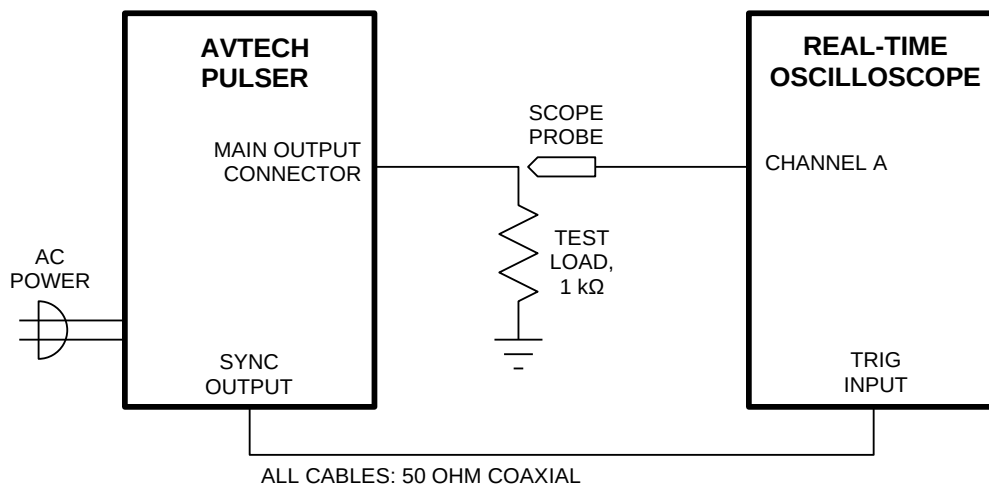 AVTECH
PULSER
MAIN OUTPUT
CONNECTOR
AC
POWER
SYNC
OUTPUT
SCOPE
PROBE
TEST
LOAD,
1 kΩ
REAL-TIME
OSCILLOSCOPE
CHANNEL A
TRIG
INPUT
ALL CABLES: 50 OHM COAXIAL